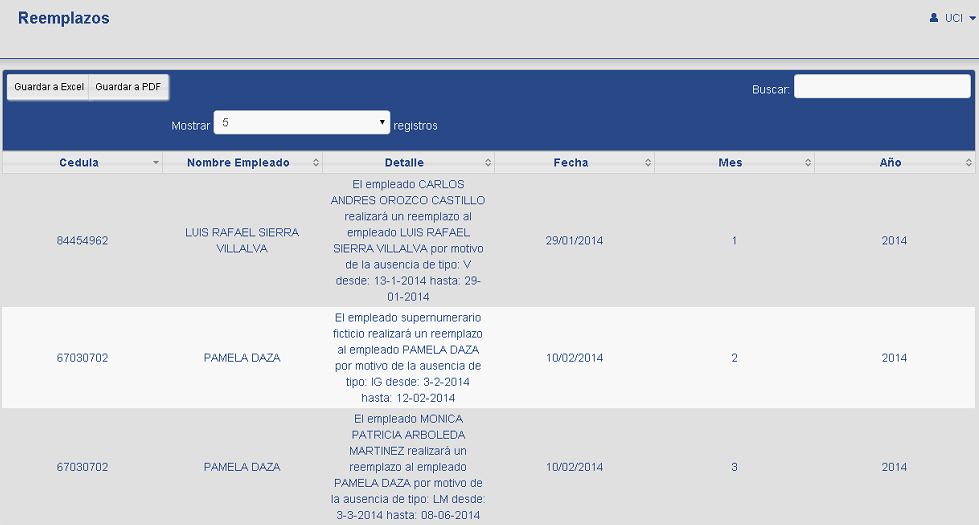 Reemplazos
UCI
Guardar a Excel Guardar a PDF
Buscar:
Mostrar 5 registros
Cedula Nombre Empleado Detalle Fecha Mes Año
El empleado CARLOS
ANDRES OROZCO CASTILLO
realizará un reemplazo al
empleado LUIS RAFAEL
SIERRA VILLALVA por motivo
de la ausencia de tipo: V
desde: 13-1-2014 hasta: 29-
01-2014
84454962
LUIS RAFAEL SIERRA
VILLALVA
29/01/2014 1 2014
El empleado supernumerario
ficticio realizará un reemplazo
al empleado PAMELA DAZA
por motivo de la ausencia de
tipo: IG desde: 3-2-2014
hasta: 12-02-2014
67030702 PAMELA DAZA 10/02/2014 2 2014
El empleado MONICA
PATRICIA ARBOLEDA
MARTINEZ realizará un
reemplazo al empleado
PAMELA DAZA por motivo de
la ausencia de tipo: LM desde:
3-3-2014 hasta: 08-06-2014
67030702 PAMELA DAZA 10/02/2014 3 2014